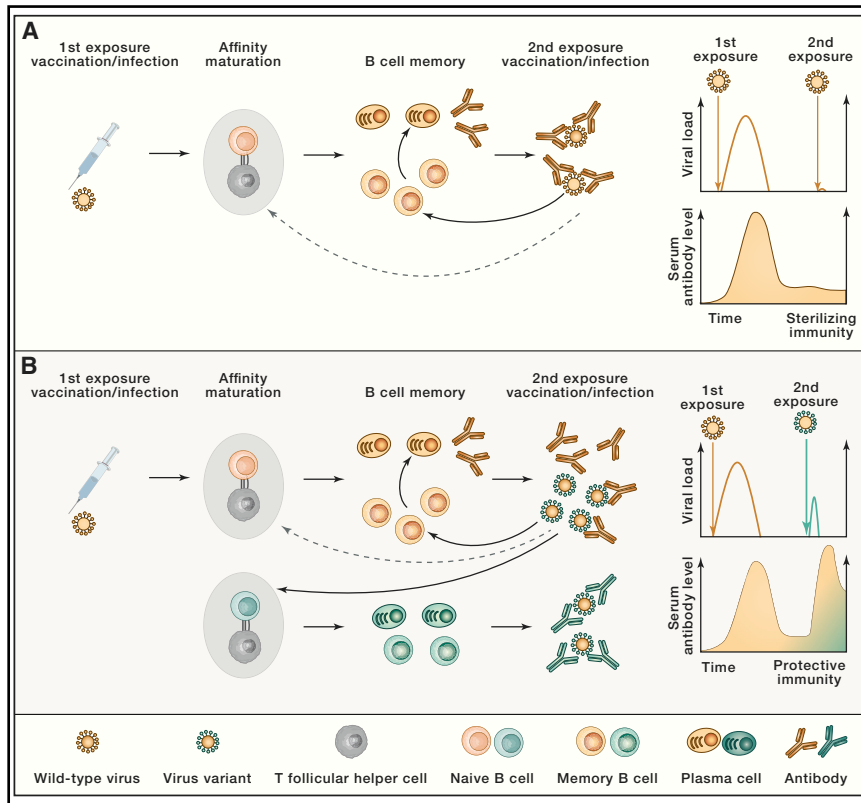 A
1st exposure
vaccination/infection
Affinity
maturation
B cell memory
2nd exposure
vaccination/infection
1st
exposure
2nd
exposure
Viral load
Serum
antibody level
Time
Sterilizing
immunity
B
1st exposure
vaccination/infection
Affinity
maturation
B cell memory
2nd exposure
vaccination/infection
1st
exposure
2nd
exposure
Viral load
Serum
antibody level
Time
Protective
immunity
Wild-type virus
Virus variant
T follicular helper cell
Naive B cell
Memory B cell
Plasma cell
Antibody